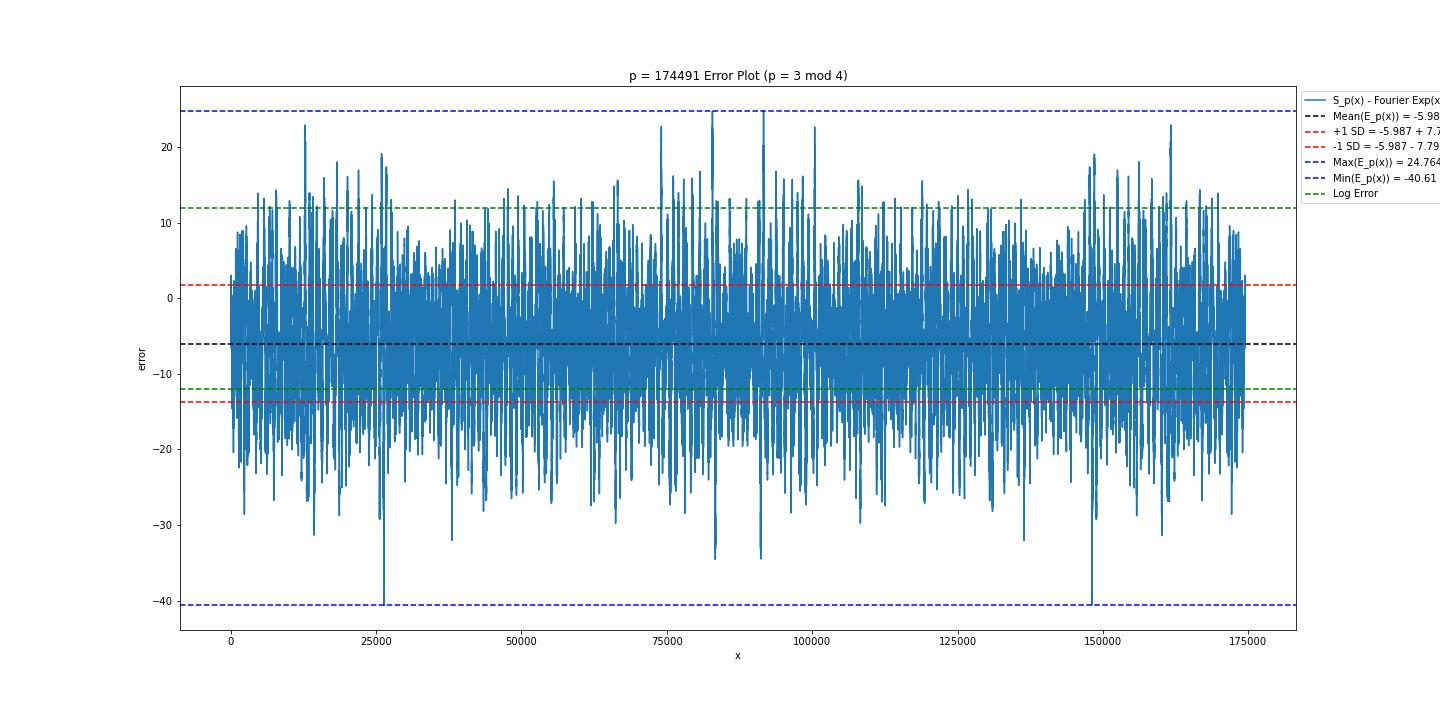 p = 174491 Error Plot (p = 3 mod 4)
S_p(x) - Fourier Exp(x
Mean(E_p(x)) = -5.98
+1 SD = -5.987 + 7.7
-1 SD = -5.987 - 7.79
Max(E_p(x)) = 24.764
Min(E_p(x)) = -40.61
Log Error
error
20
10
0
−10
−20
−30
−40
0 25000 50000 75000 100000 125000 150000 175000
x